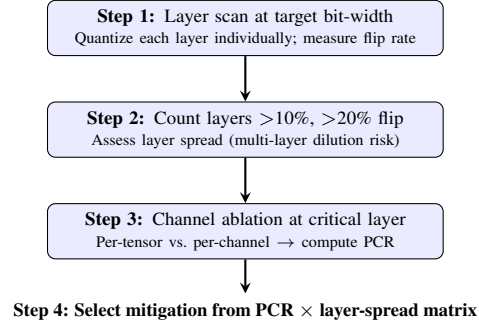 Step 1: Layer scan at target bit-width
Quantize each layer individually; measure flip rate
Step 2: Count layers >10%, >20% flip
Assess layer spread (multi-layer dilution risk)
Step 3: Channel ablation at critical layer
Per-tensor vs. per-channel → compute PCR
Step 4: Select mitigation from PCR × layer-spread matrix